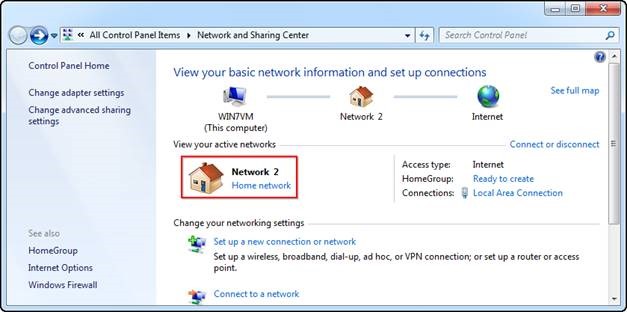 « All Control Panel Items ▸ Network and Sharing Center
Search Control Panel
Control Panel Home
Change adapter settings
Change advanced sharing
settings
See also
HomeGroup
Internet Options
Windows Firewall
View your basic network information and set up connections
See full map
WIN7VM
(This computer)
Network 2
Internet
View your active networks
Connect or disconnect
Network 2
Home network
Access type: Internet
HomeGroup: Ready to create
Connections: Local Area Connection
Change your networking settings
Set up a new connection or network
Set up a wireless, broadband, dial-up, ad hoc, or VPN connection; or set up a router or access
point.
Connect to a network